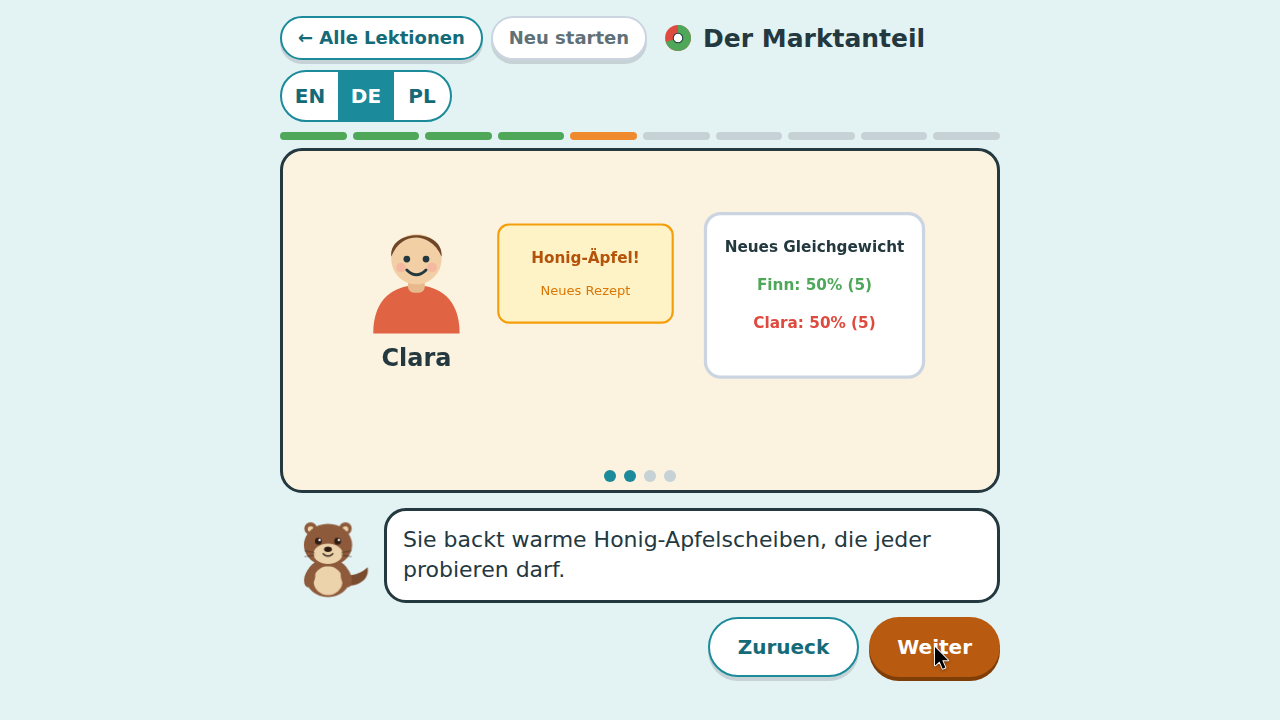 ← Alle Lektionen
Neu starten
Der Marktanteil
EN DE PL
Honig-Äpfel!
Neues Rezept
Neues Gleichgewicht
Finn: 50% (5)
Clara: 50% (5)
Clara
Sie backt warme Honig-Apfelscheiben, die jeder
probieren darf.
Zurueck
Weiter